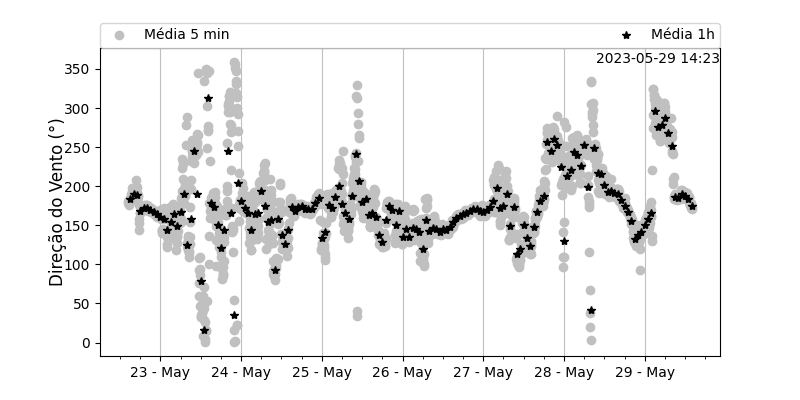 Média 5 min
Média 1h
2023-05-29 14:23
Direção do Vento (°)
350
300
250
200
150
100
50
0
23 - May
24 - May
25 - May
26 - May
27 - May
28 - May
29 - May